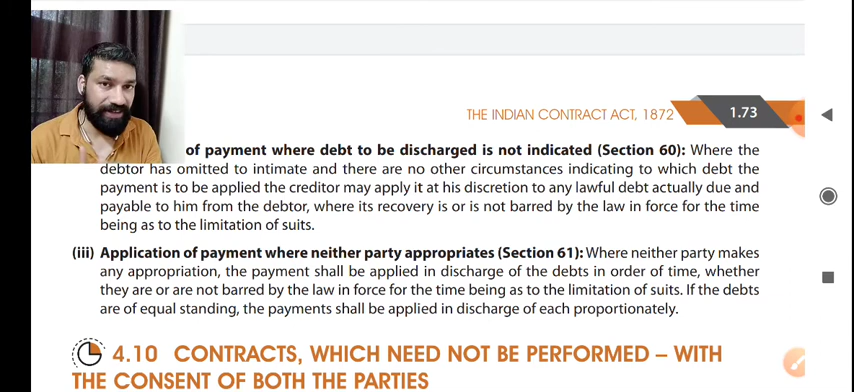 THE INDIAN CONTRACT ACT, 1872 1.73
of payment where debt to be discharged is not indicated (Section 60): Where the
debtor has omitted to intimate and there are no other circumstances indicating to which debt the
payment is to be applied the creditor may apply it at his discretion to any lawful debt actually due and
payable to him from the debtor, where its recovery is or is not barred by the law in force for the time
being as to the limitation of suits.
(iii) Application of payment where neither party appropriates (Section 61): Where neither party makes
any appropriation, the payment shall be applied in discharge of the debts in order of time, whether
they are or are not barred by the law in force for the time being as to the limitation of suits. If the debts
are of equal standing, the payments shall be applied in discharge of each proportionately.
4.10 CONTRACTS, WHICH NEED NOT BE PERFORMED – WITH
THE CONSENT OF BOTH THE PARTIES